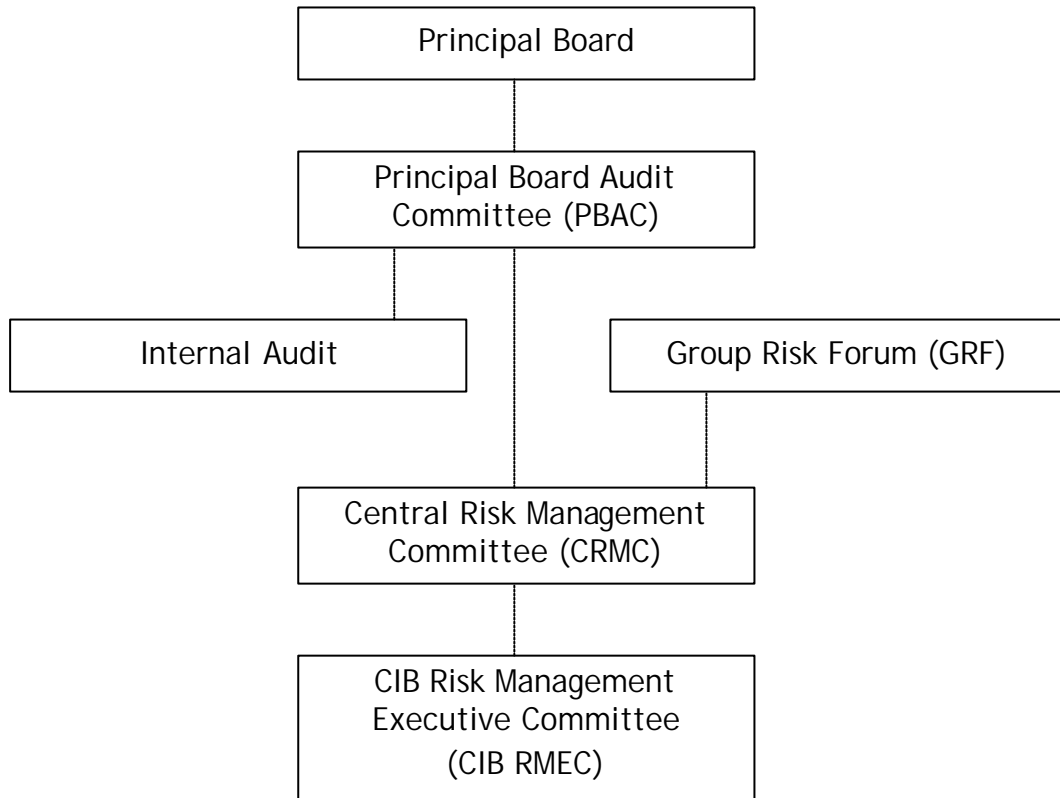 Principal Board
Principal Board Audit
Committee (PBAC)
Internal Audit
Group Risk Forum (GRF)
Central Risk Management
Committee (CRMC)
CIB Risk Management
Executive Committee
(CIB RMEC)